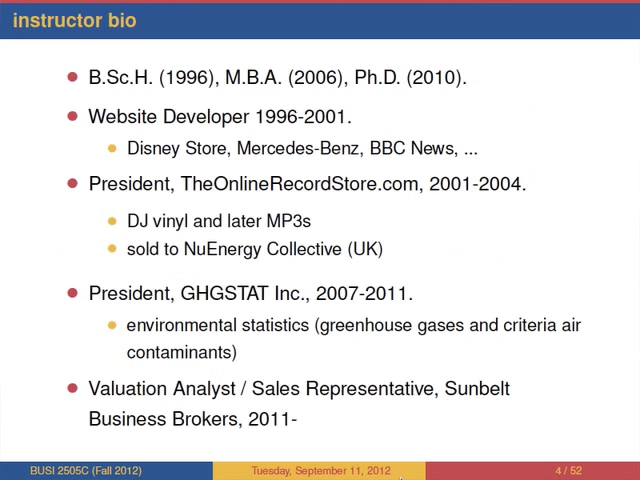 instructor bio
B.Sc.H. (1996), M.B.A. (2006), Ph.D. (2010).
Website Developer 1996-2001.
Disney Store, Mercedes-Benz, BBC News, ...
President, TheOnlineRecordStore.com, 2001-2004.
DJ vinyl and later MP3s
sold to NuEnergy Collective (UK)
President, GHGSTAT Inc., 2007-2011.
environmental statistics (greenhouse gases and criteria air
contaminants)
Valuation Analyst / Sales Representative, Sunbelt
Business Brokers, 2011-
BUSI 2505C (Fall 2012) Tuesday, September 11, 2012 4 / 52